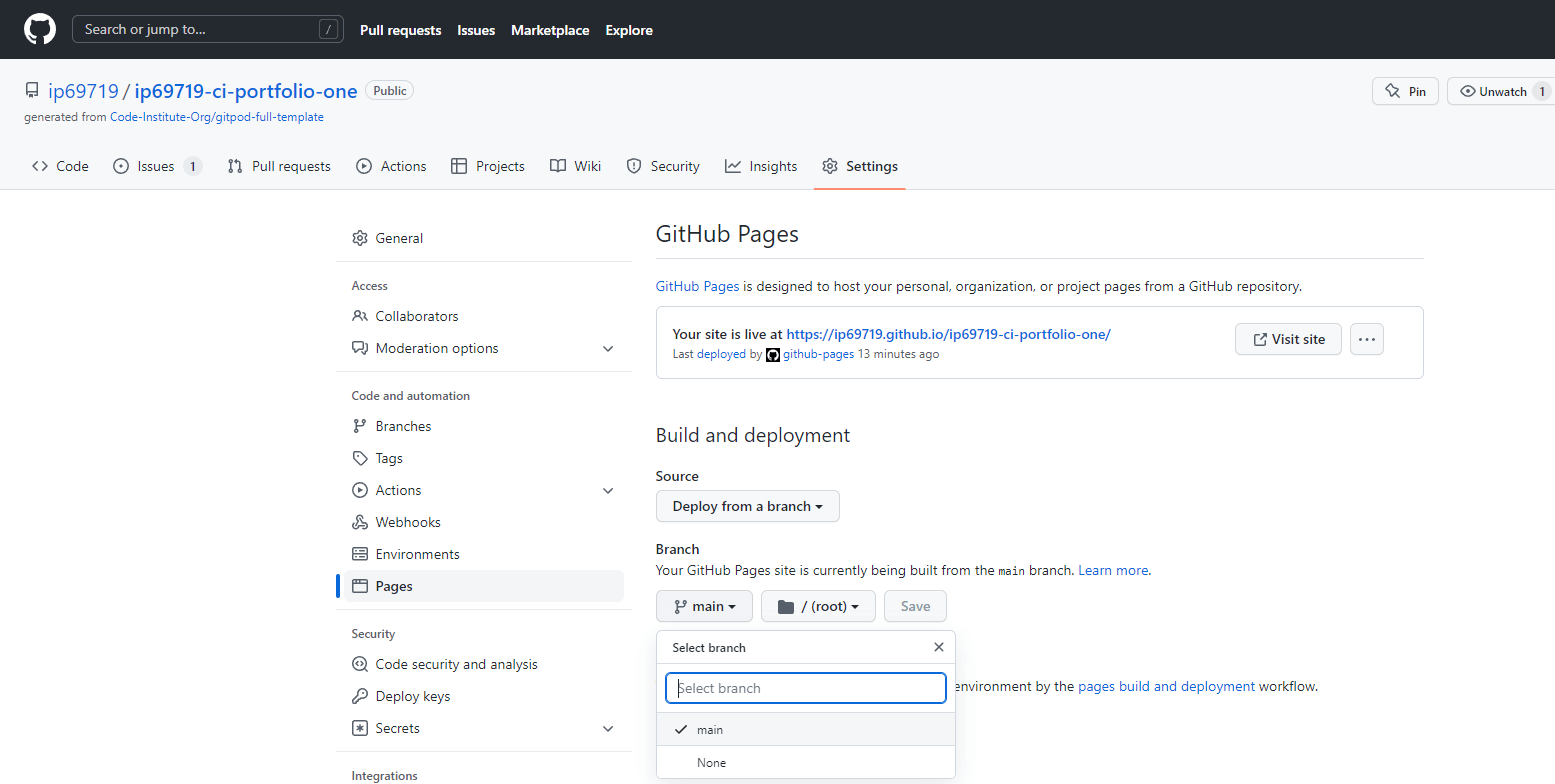 Search or jump to... /
Pull requests Issues Marketplace Explore
ip69719 / ip69719-ci-portfolio-one Public
Pin Unwatch 1
generated from Code-Institute-Org/gitpod-full-template
Code Issues 1 Pull requests Actions Projects Wiki Security Insights Settings
General
Access
Collaborators
Moderation options
Code and automation
Branches
Tags
Actions
Webhooks
Environments
Pages
Security
Code security and analysis
Deploy keys
Secrets
Integrations
GitHub Pages
GitHub Pages is designed to host your personal, organization, or project pages from a GitHub repository.
Your site is live at https://ip69719.github.io/ip69719-ci-portfolio-one/
Last deployed by github-pages 13 minutes ago
Visit site ...
Build and deployment
Source
Deploy from a branch
Branch
Your GitHub Pages site is currently being built from the main branch. Learn more.
main / (root) Save
Select branch
Select branch
environment by the pages build and deployment workflow.
main
None